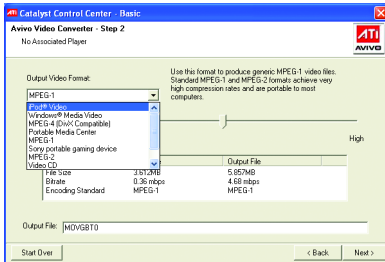 ATI Catalyst Control Center - Basic
Avivo Video Converter - Step 2
No Associated Player
ATI
AVIVO
Output Video Format:
MPEG-1
Use this format to produce generic MPEG-1 video files.
Standard MPEG-1 and MPEG-2 formats achieve very
high compression rates and are portable to most
computers.
iPod® Video
Windows® Media Video
MPEG-4 (DivX Compatible)
Portable Media Center
MPEG-1
Sony portable gaming device
MPEG-2
Video CD
High
Output File
File Size 3.612MB 5.857MB
Bitrate 0.36 mbps 4.68 mbps
Encoding Standard MPEG-1 MPEG-1
Output File: MOVGBT0
Start Over < Back Next >